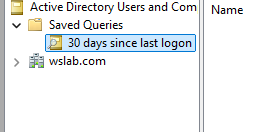 Active Directory Users and Com
Name
Saved Queries
30 days since last logon
wslab.com